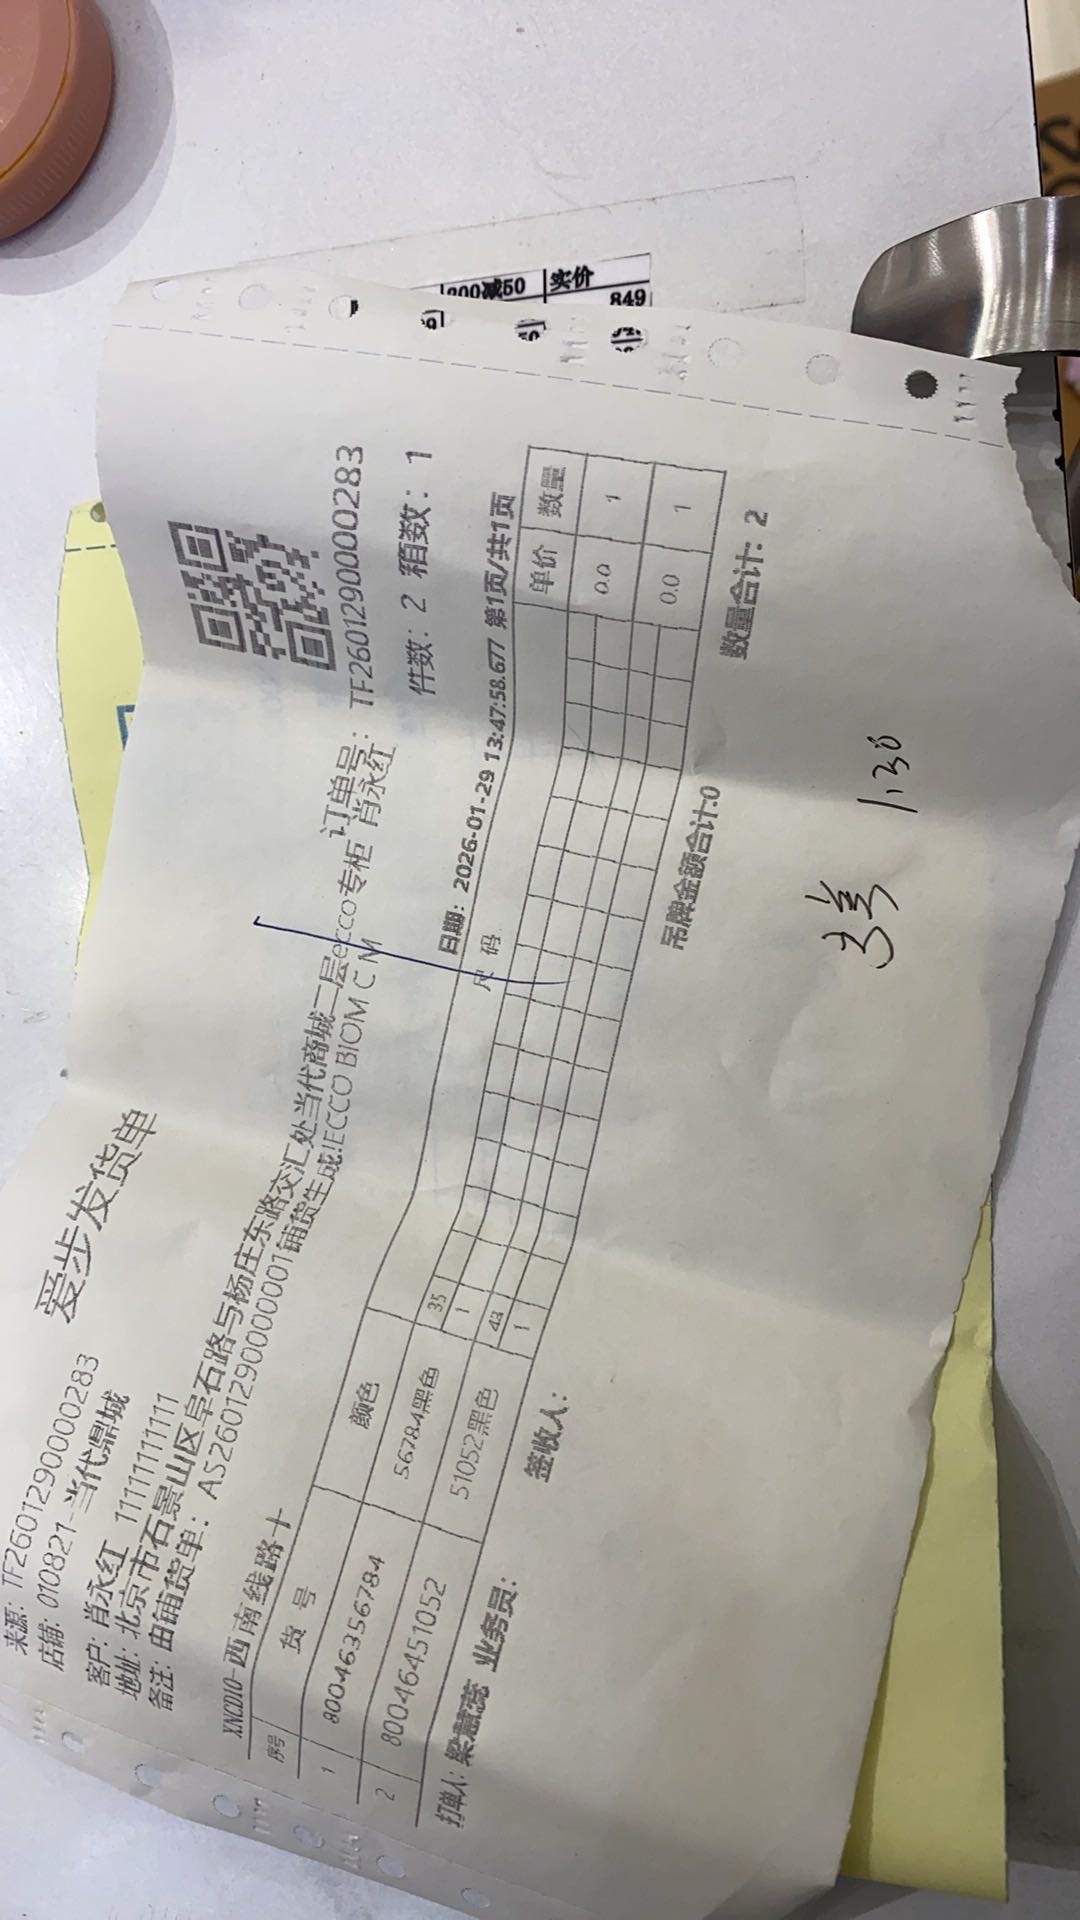 爱步发货单
来源: TF260129000000283
店铺: 010821-当代鼎城
客户: 肖永红 11111111111
订单号: TF260129000000283
地址: 北京市石景山区阜石路与杨庄东路交汇处当代商城二层ecco专柜 肖永红
件数: 2 箱数: 1
备注: 由铺货单: AS260129000000001铺货生成!ECCO BIOM C M
XNCD10-西南线路十
日期: 2026-01-29 13:47:58.677 第1页/共1页
序号 货号 颜色 尺码 单价 数量
35
1 80046356784 56784黑色 1 0.0 1
43
2 80046451052 51052黑色 1 0.0 1
打单人: 梁慧蕊 业务员: 签收人: 吊牌金额合计:0 数量合计: 2
1.30
200减50 实价
849